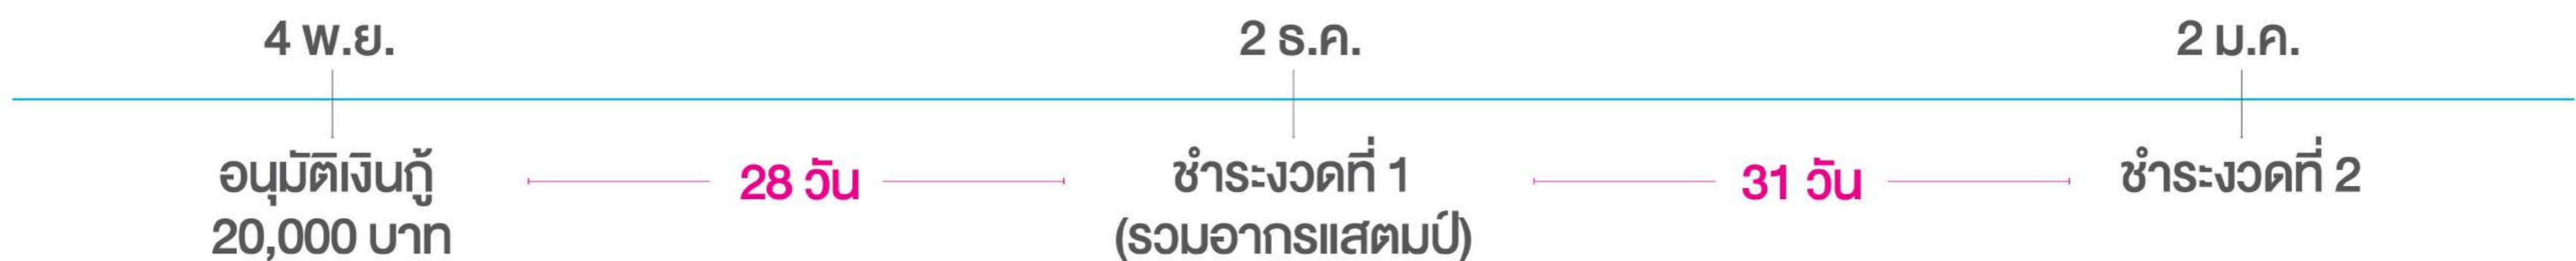 4 พ.ย.
2 ธ.ค.
2 ม.ค.
อนุมัติเงินกู้
20,000 บาท
28 วัน
ชำระงวดที่ 1
(รวมอากรแสตมป์)
31 วัน
ชำระงวดที่ 2